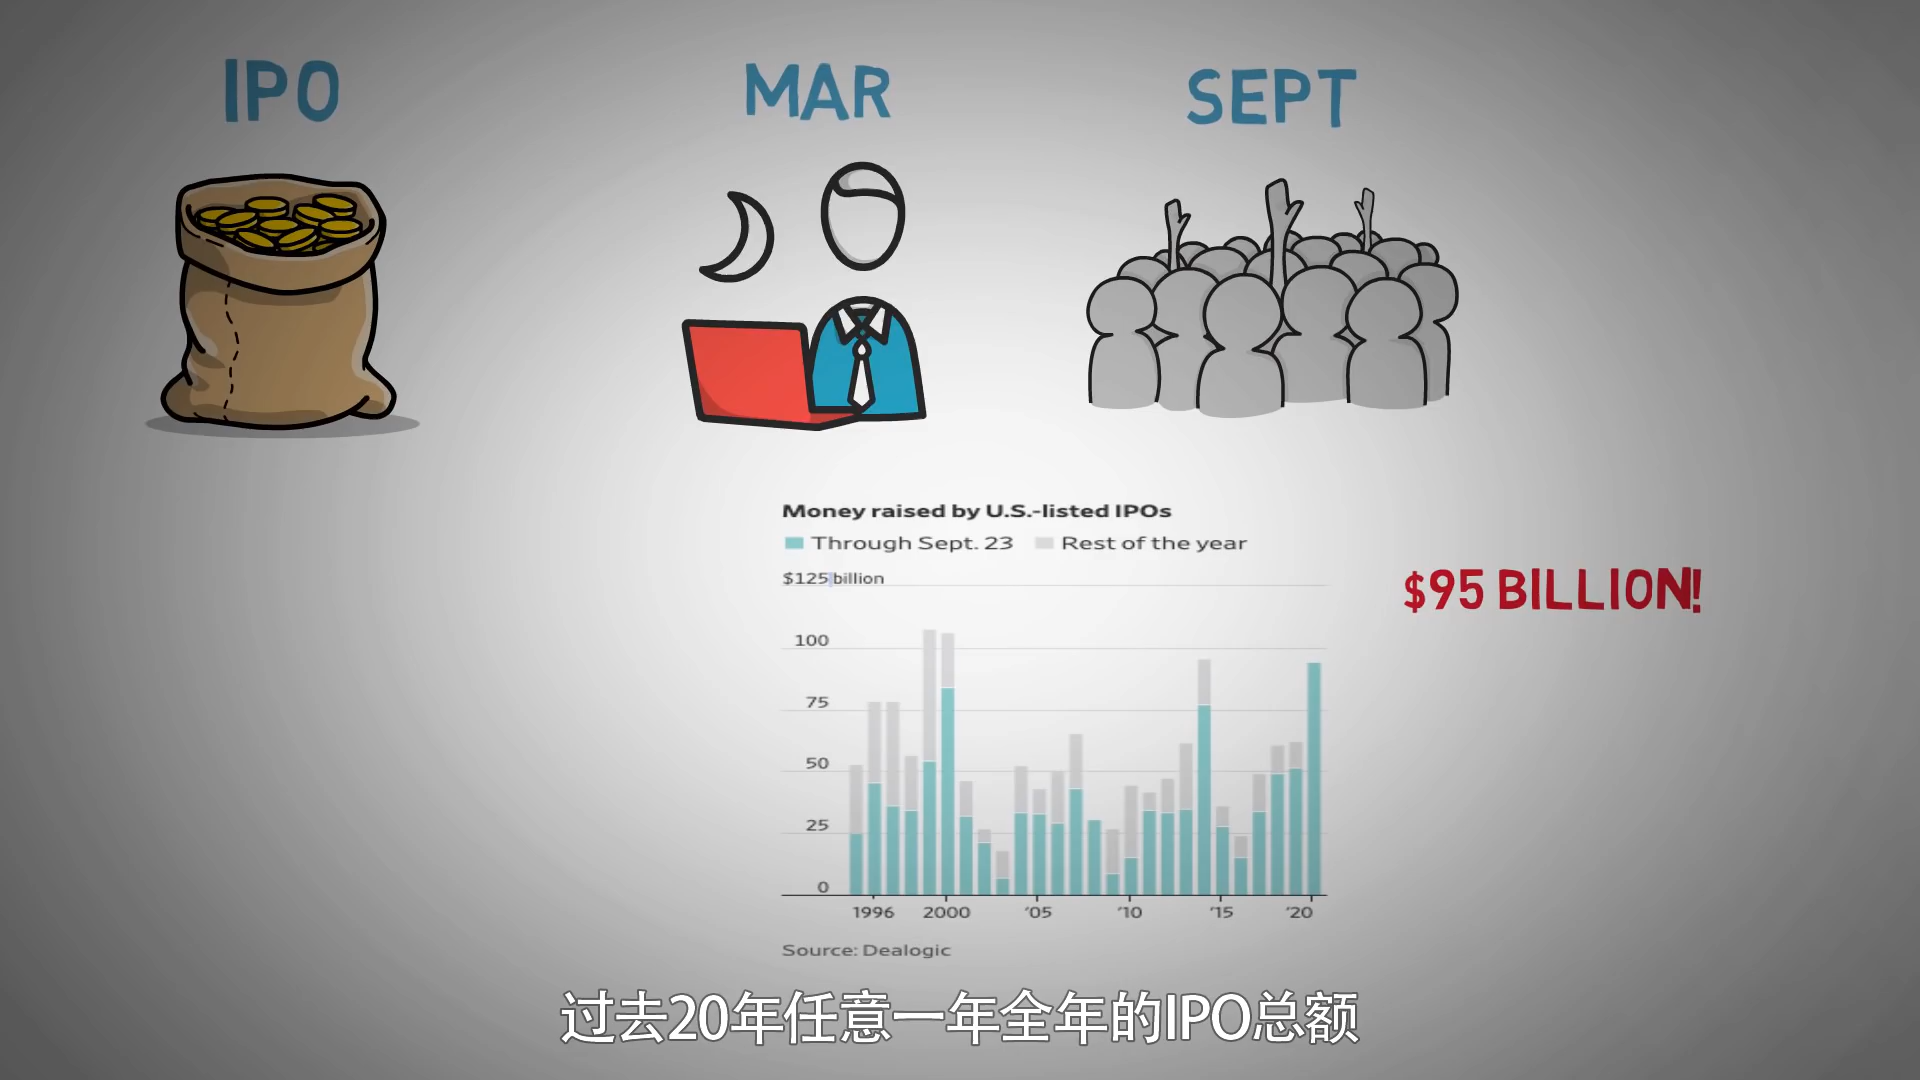 IPO
MAR
SEPT
Money raised by U.S.-listed IPOs
Through Sept. 23
Rest of the year
$125 billion
100
75
50
25
0
1996
2000
'05
'10
'15
'20
Source: Dealogic
$95 BILLION!
过去20年任意一年全年的IPO总额